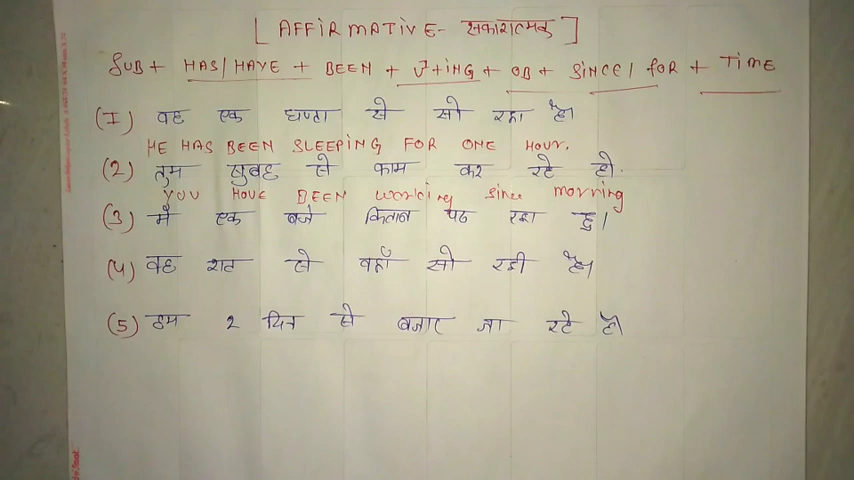 [ AFFIRMATIVE- सकारात्मक ]
SUB + HAS/HAVE + BEEN + V+ING + OB + SINCE/ FOR + TIME
(1) वह एक घण्टा से सो रहा है।
HE HAS BEEN SLEEPING FOR ONE HOUR.
(2) तुम सुबह से काम कर रहे हो.
YOU HAVE BEEN working since morning
(3) मै एक बजे किताब पढ रहा हु।
(4) वह रात से वहाँ सो रही है।
(5) हम 2 दिन से बजार जा रहे है।